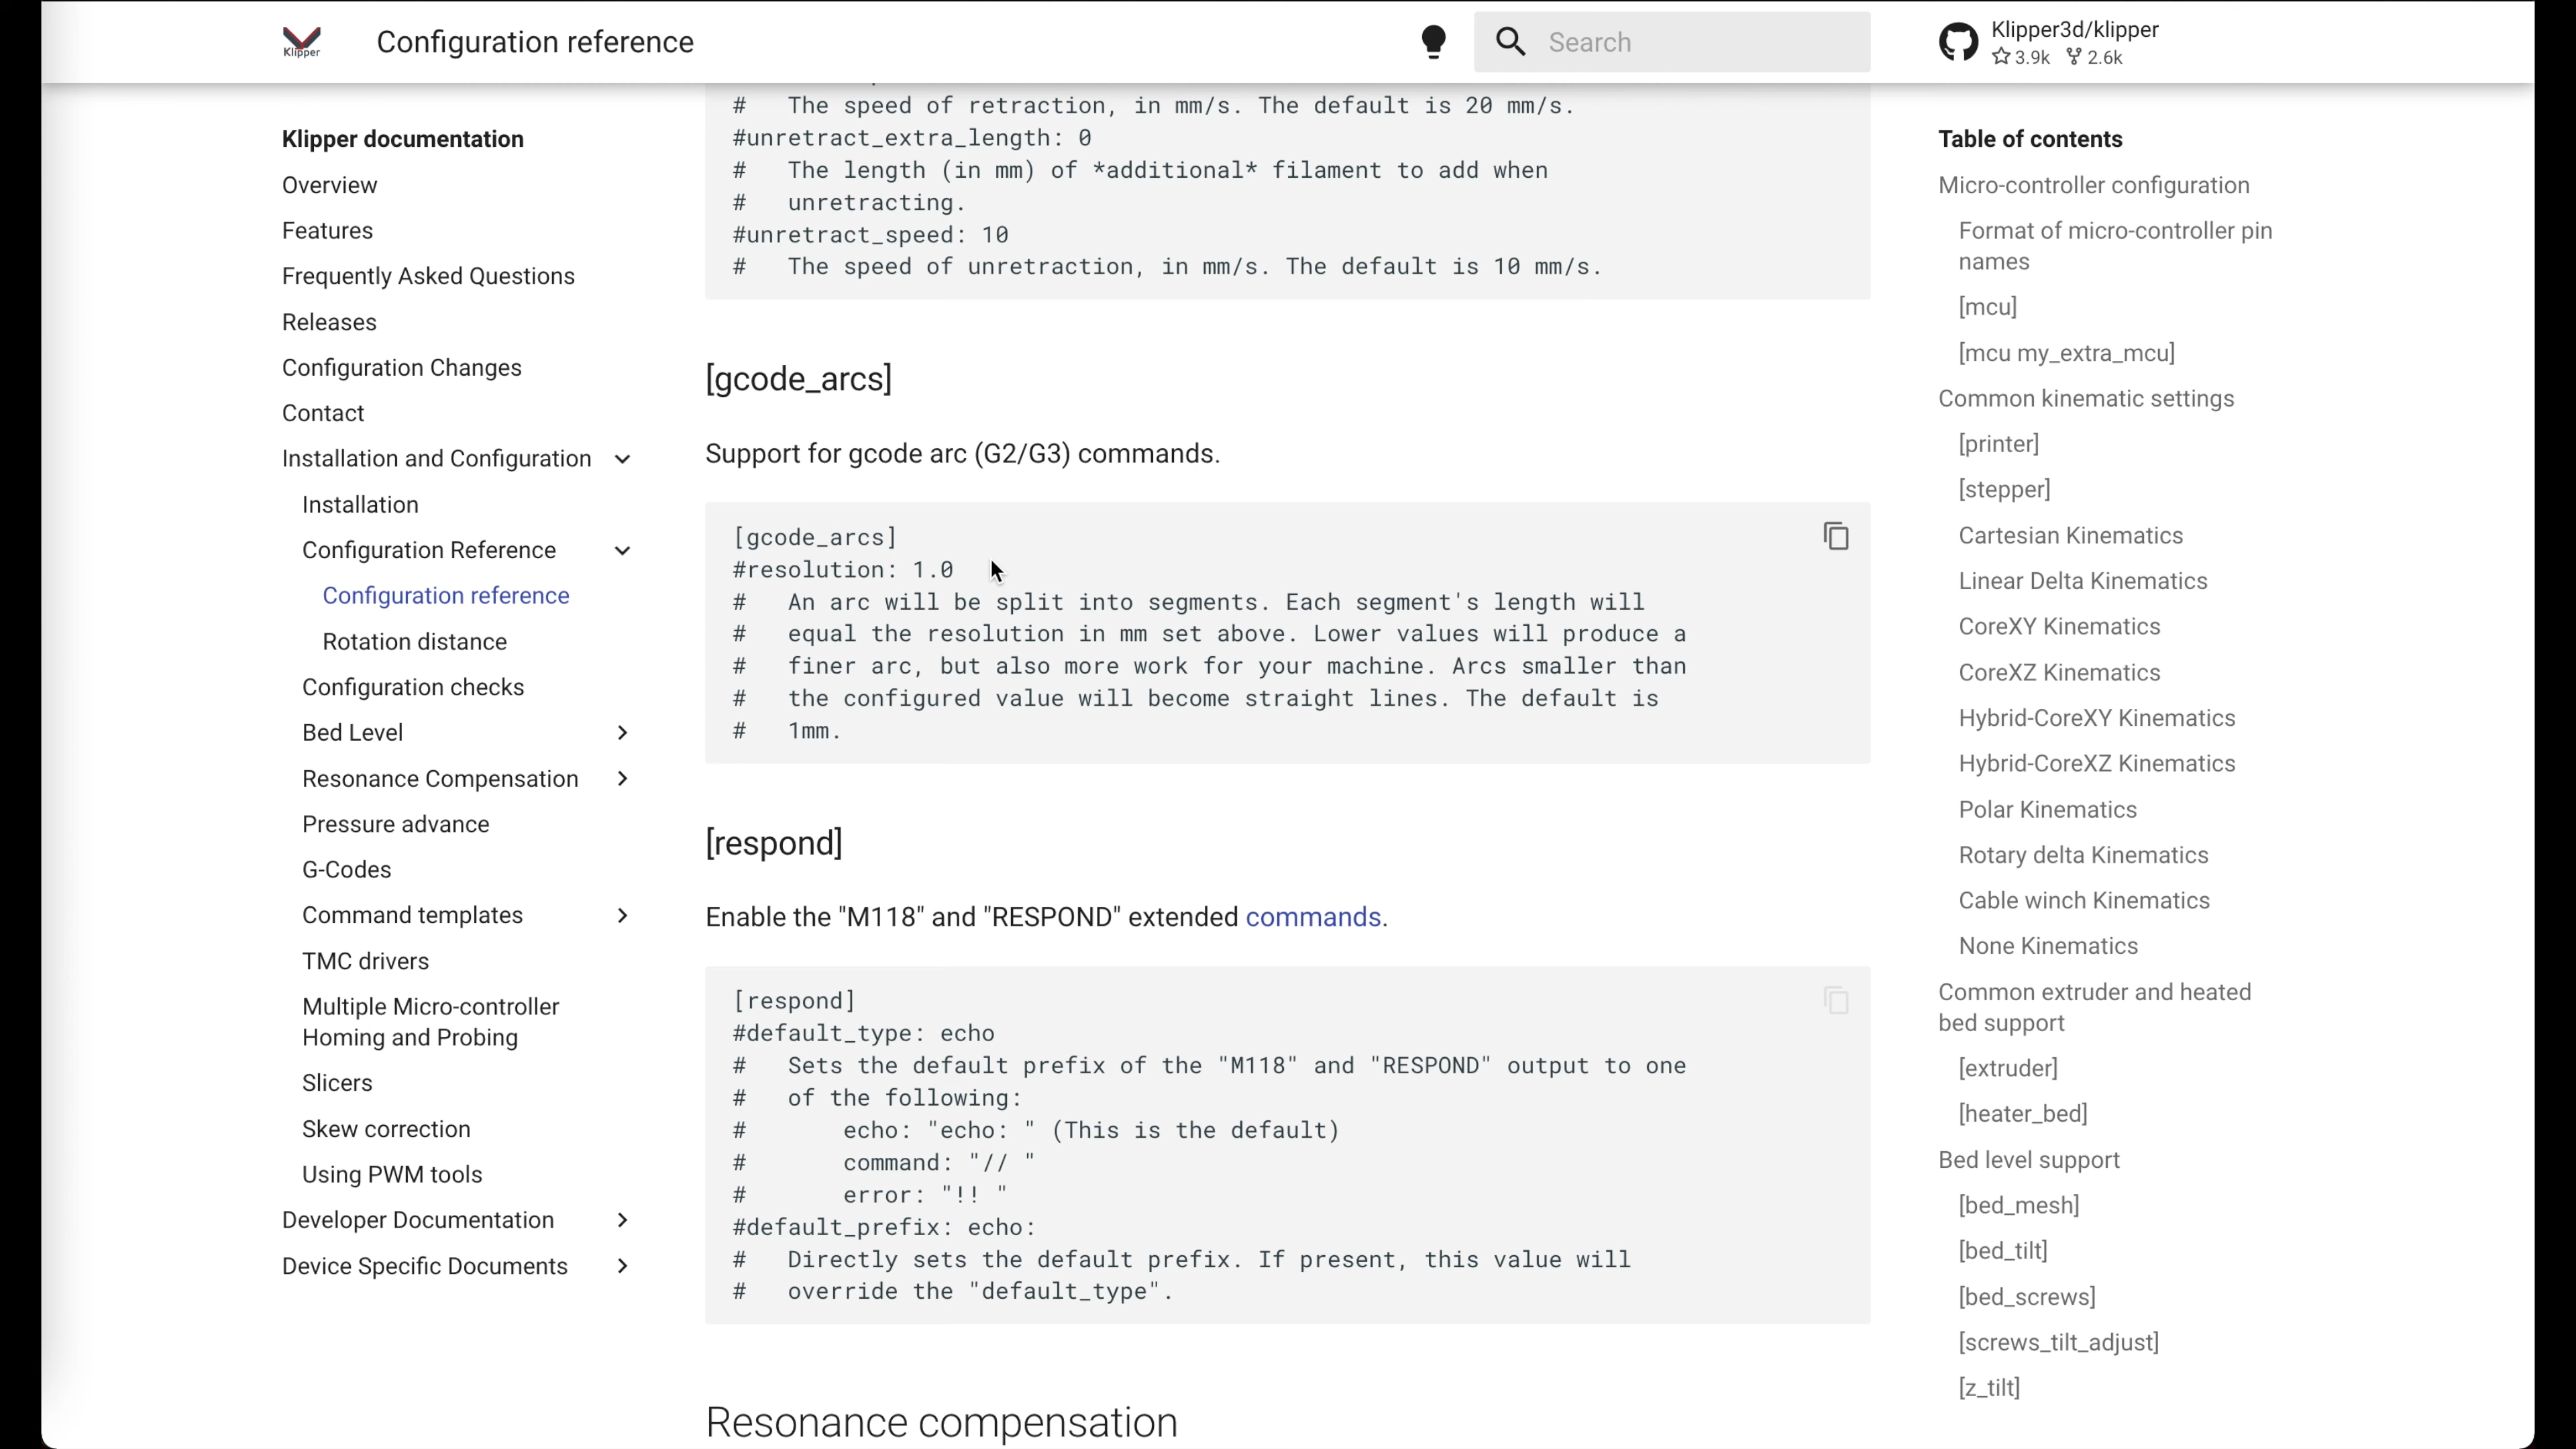 Klipper
Configuration reference
Search
Klipper3d/klipper
3.9k 2.6k
Klipper documentation
Overview
Features
Frequently Asked Questions
Releases
Configuration Changes
Contact
Installation and Configuration
Installation
Configuration Reference
Configuration reference
Rotation distance
Configuration checks
Bed Level
Resonance Compensation
Pressure advance
G-Codes
Command templates
TMC drivers
Multiple Micro-controller
Homing and Probing
Slicers
Skew correction
Using PWM tools
Developer Documentation
Device Specific Documents
#   The speed of retraction, in mm/s. The default is 20 mm/s.
#unretract_extra_length: 0
#   The length (in mm) of *additional* filament to add when
#   unretracting.
#unretract_speed: 10
#   The speed of unretraction, in mm/s. The default is 10 mm/s.
[gcode_arcs]
Support for gcode arc (G2/G3) commands.
[gcode_arcs]
#resolution: 1.0
#   An arc will be split into segments. Each segment's length will
#   equal the resolution in mm set above. Lower values will produce a
#   finer arc, but also more work for your machine. Arcs smaller than
#   the configured value will become straight lines. The default is
#   1mm.
[respond]
Enable the "M118" and "RESPOND" extended commands.
[respond]
#default_type: echo
#   Sets the default prefix of the "M118" and "RESPOND" output to one
#   of the following:
#       echo: "echo: " (This is the default)
#       command: "// "
#       error: "!! "
#default_prefix: echo:
#   Directly sets the default prefix. If present, this value will
#   override the "default_type".
Resonance compensation
Table of contents
Micro-controller configuration
Format of micro-controller pin
names
[mcu]
[mcu my_extra_mcu]
Common kinematic settings
[printer]
[stepper]
Cartesian Kinematics
Linear Delta Kinematics
CoreXY Kinematics
CoreXZ Kinematics
Hybrid-CoreXY Kinematics
Hybrid-CoreXZ Kinematics
Polar Kinematics
Rotary delta Kinematics
Cable winch Kinematics
None Kinematics
Common extruder and heated
bed support
[extruder]
[heater_bed]
Bed level support
[bed_mesh]
[bed_tilt]
[bed_screws]
[screws_tilt_adjust]
[z_tilt]